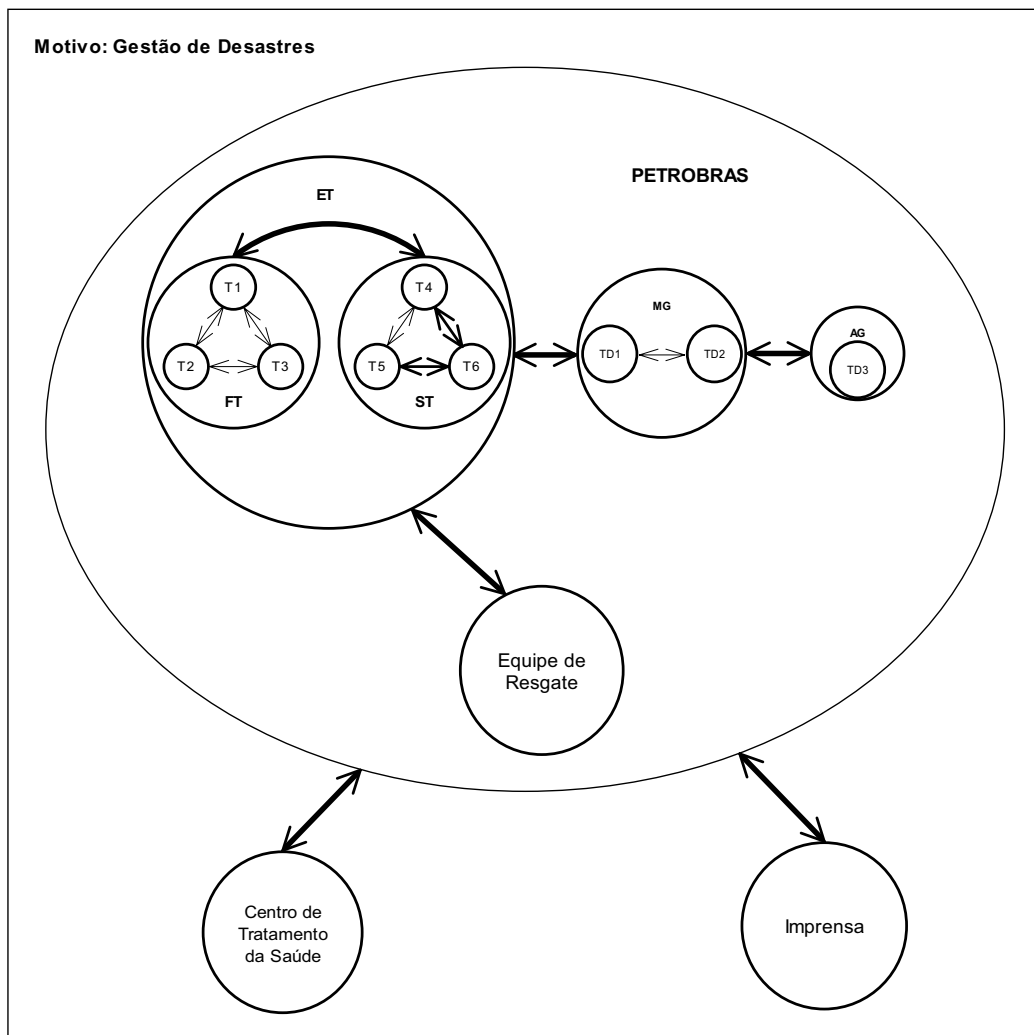 Motivo: Gestão de Desastres
PETROBRAS
ET
T1
T2
T3
FT
T4
T5
T6
ST
MG
TD1
TD2
AG
TD3
Equipe de
Resgate
Centro de
Tratamento
da Saúde
Imprensa